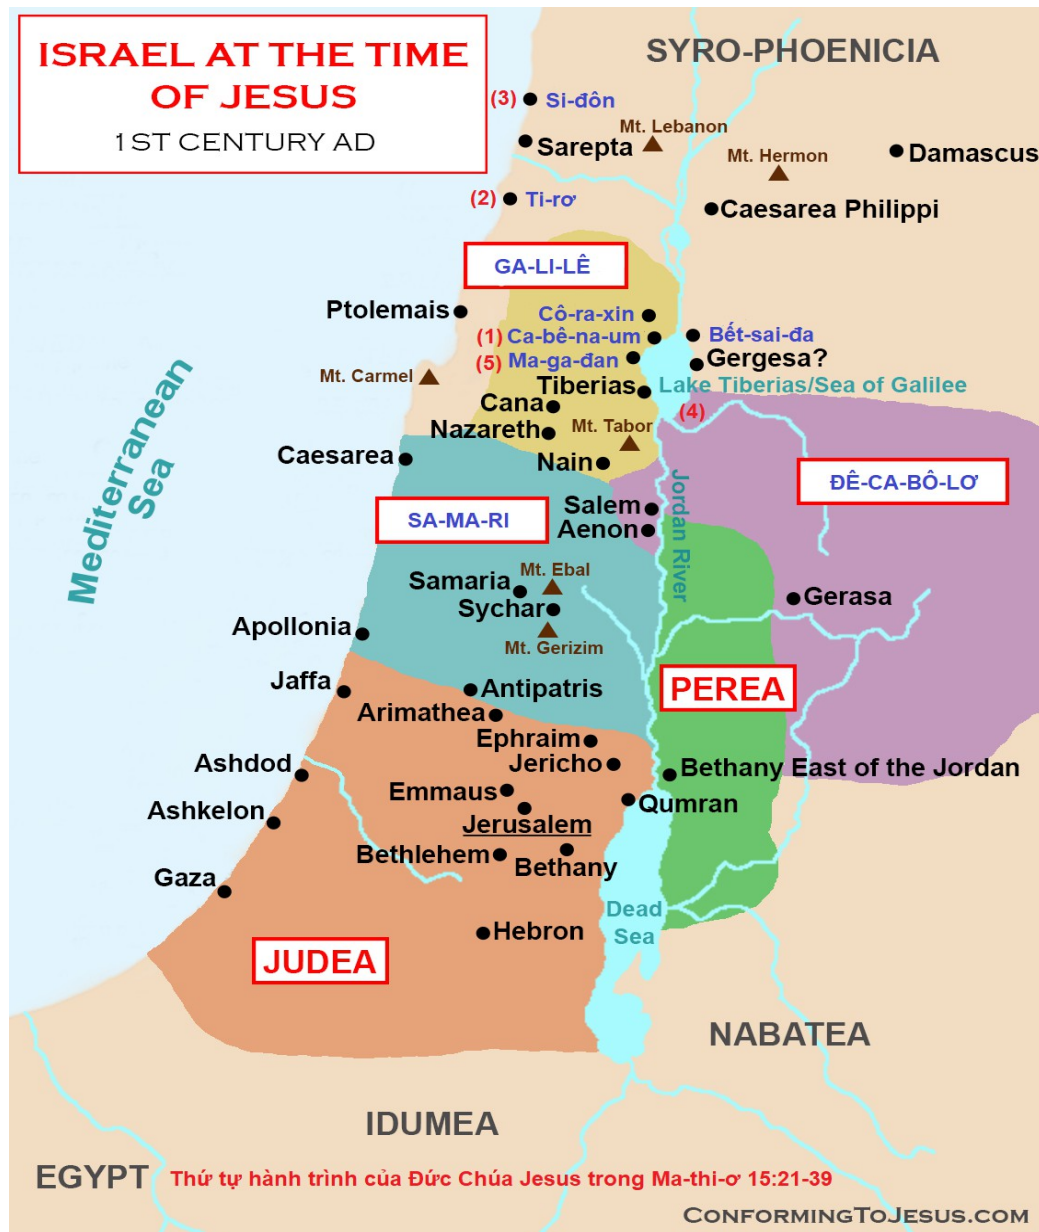 ISRAEL AT THE TIME
OF JESUS
1ST CENTURY AD
SYRO-PHOENICIA
(3) Si-đôn
Mt. Lebanon
Sarepta
Mt. Hermon
Damascus
(2) Ti-rơ
Caesarea Philippi
GA-LI-LÊ
Ptolemais
Cô-ra-xin
(1) Ca-bê-na-um
Bết-sai-đa
(5) Ma-ga-đan
Gergesa?
Mt. Carmel
Tiberias
Lake Tiberias/Sea of Galilee
(4)
Cana
Nazareth
Mt. Tabor
Caesarea
Nain
Mediterranean
Sea
ĐÊ-CA-BÔ-LƠ
Jordan River
SA-MA-RI
Salem
Aenon
Mt. Ebal
Samaria
Sychar
Gerasa
Apollonia
Mt. Gerizim
Jaffa
Antipatris
PEREA
Arimathea
Ephraim
Jericho
Ashdod
Bethany East of the Jordan
Emmaus
Qumran
Ashkelon
Jerusalem
Bethlehem
Bethany
Gaza
Dead
Sea
Hebron
JUDEA
NABATEA
IDUMEA
EGYPT
Thứ tự hành trình của Đức Chúa Jesus trong Ma-thi-ơ 15:21-39
CONFORMINGTOJESUS.COM